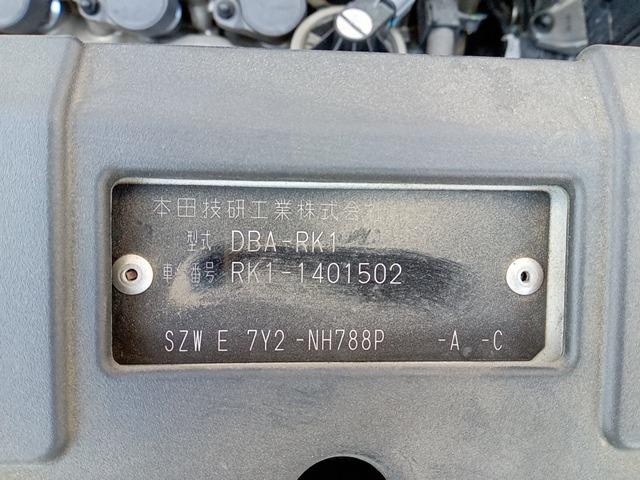 本田技研工業株式会社
型式 DBA-RK1
車台番号 RK1-1401502
SZW E 7Y2 -NH788P -A -C